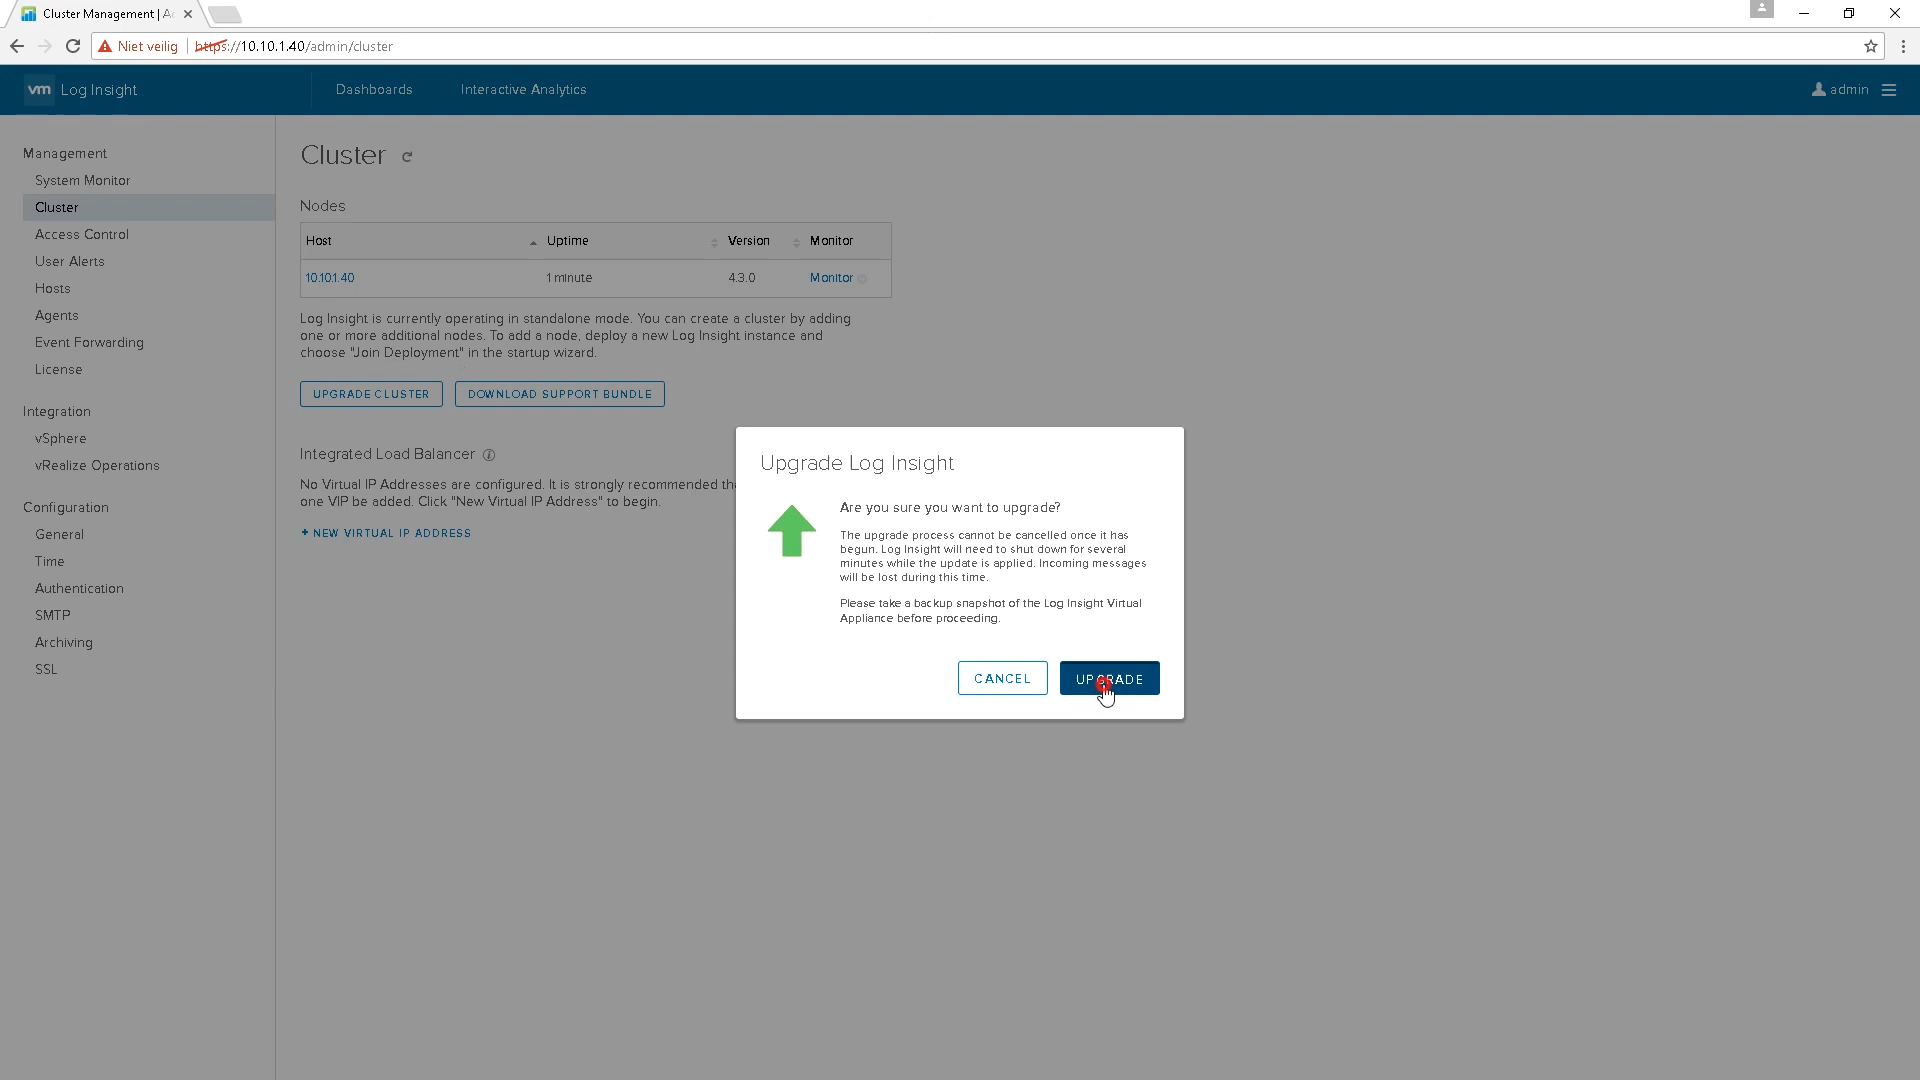 Cluster Management | A
Niet veilig https://10.10.1.40/admin/cluster
vm Log Insight Dashboards Interactive Analytics admin
Management
System Monitor
Cluster
Access Control
User Alerts
Hosts
Agents
Event Forwarding
License
Integration
vSphere
vRealize Operations
Configuration
General
Time
Authentication
SMTP
Archiving
SSL
Cluster
Nodes
Host Uptime Version Monitor
10.10.1.40 1 minute 4.3.0 Monitor
Log Insight is currently operating in standalone mode. You can create a cluster by adding
one or more additional nodes. To add a node, deploy a new Log Insight instance and
choose "Join Deployment" in the startup wizard.
UPGRADE CLUSTER DOWNLOAD SUPPORT BUNDLE
Integrated Load Balancer
No Virtual IP Addresses are configured. It is strongly recommended
one VIP be added. Click "New Virtual IP Address" to begin.
+ NEW VIRTUAL IP ADDRESS
Upgrade Log Insight
Are you sure you want to upgrade?
The upgrade process cannot be cancelled once it has
begun. Log Insight will need to shut down for several
minutes while the update is applied. Incoming messages
will be lost during this time.
Please take a backup snapshot of the Log Insight Virtual
Appliance before proceeding.
CANCEL UPGRADE